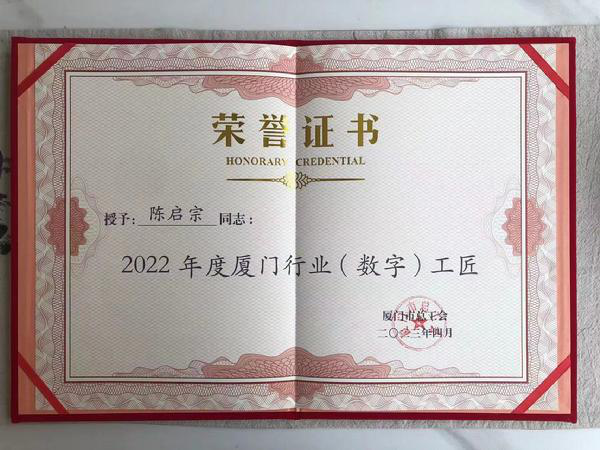 荣誉证书
HONORARY CREDENTIAL
授予：陈启宗同志：
2022 年度厦门行业（数字）工匠
厦门市总工会
二〇二三年四月